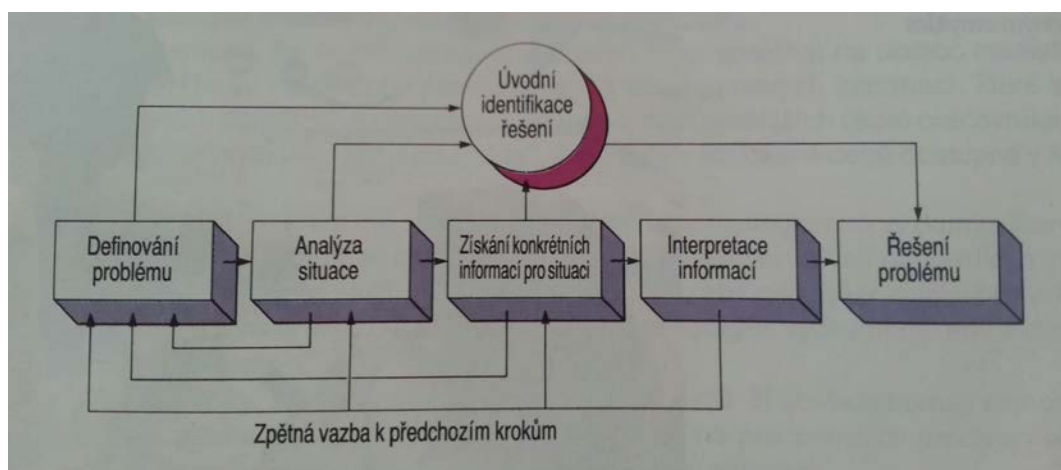 Úvodní
identifikace
řešení
Definování
problému
Analýza
situace
Získání konkrétních
informací pro situaci
Interpretace
informací
Řešení
problému
Zpětná vazba k předchozím krokům